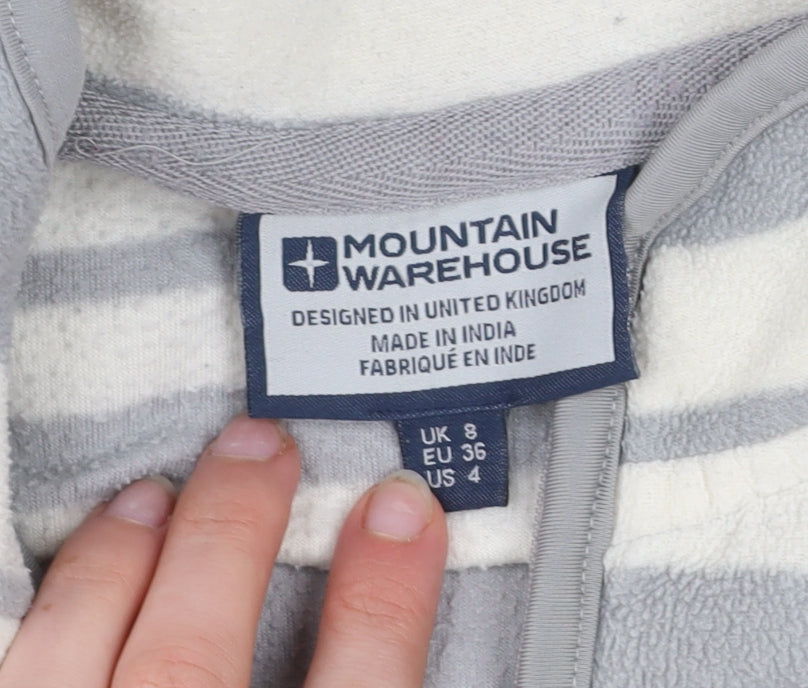 MOUNTAIN
WAREHOUSE
DESIGNED IN UNITED KINGDOM
MADE IN INDIA
FABRIQUÉ EN INDE
UK 8
EU 36
US 4